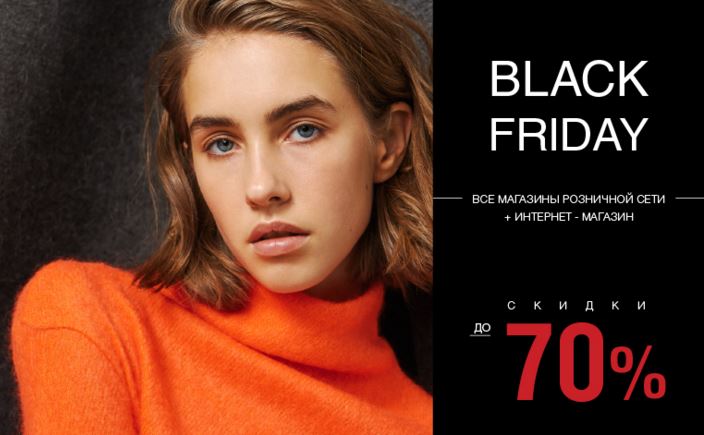 BLACK
FRIDAY
ВСЕ МАГАЗИНЫ РОЗНИЧНОЙ СЕТИ
+ ИНТЕРНЕТ - МАГАЗИН
СКИДКИ
ДО 70%